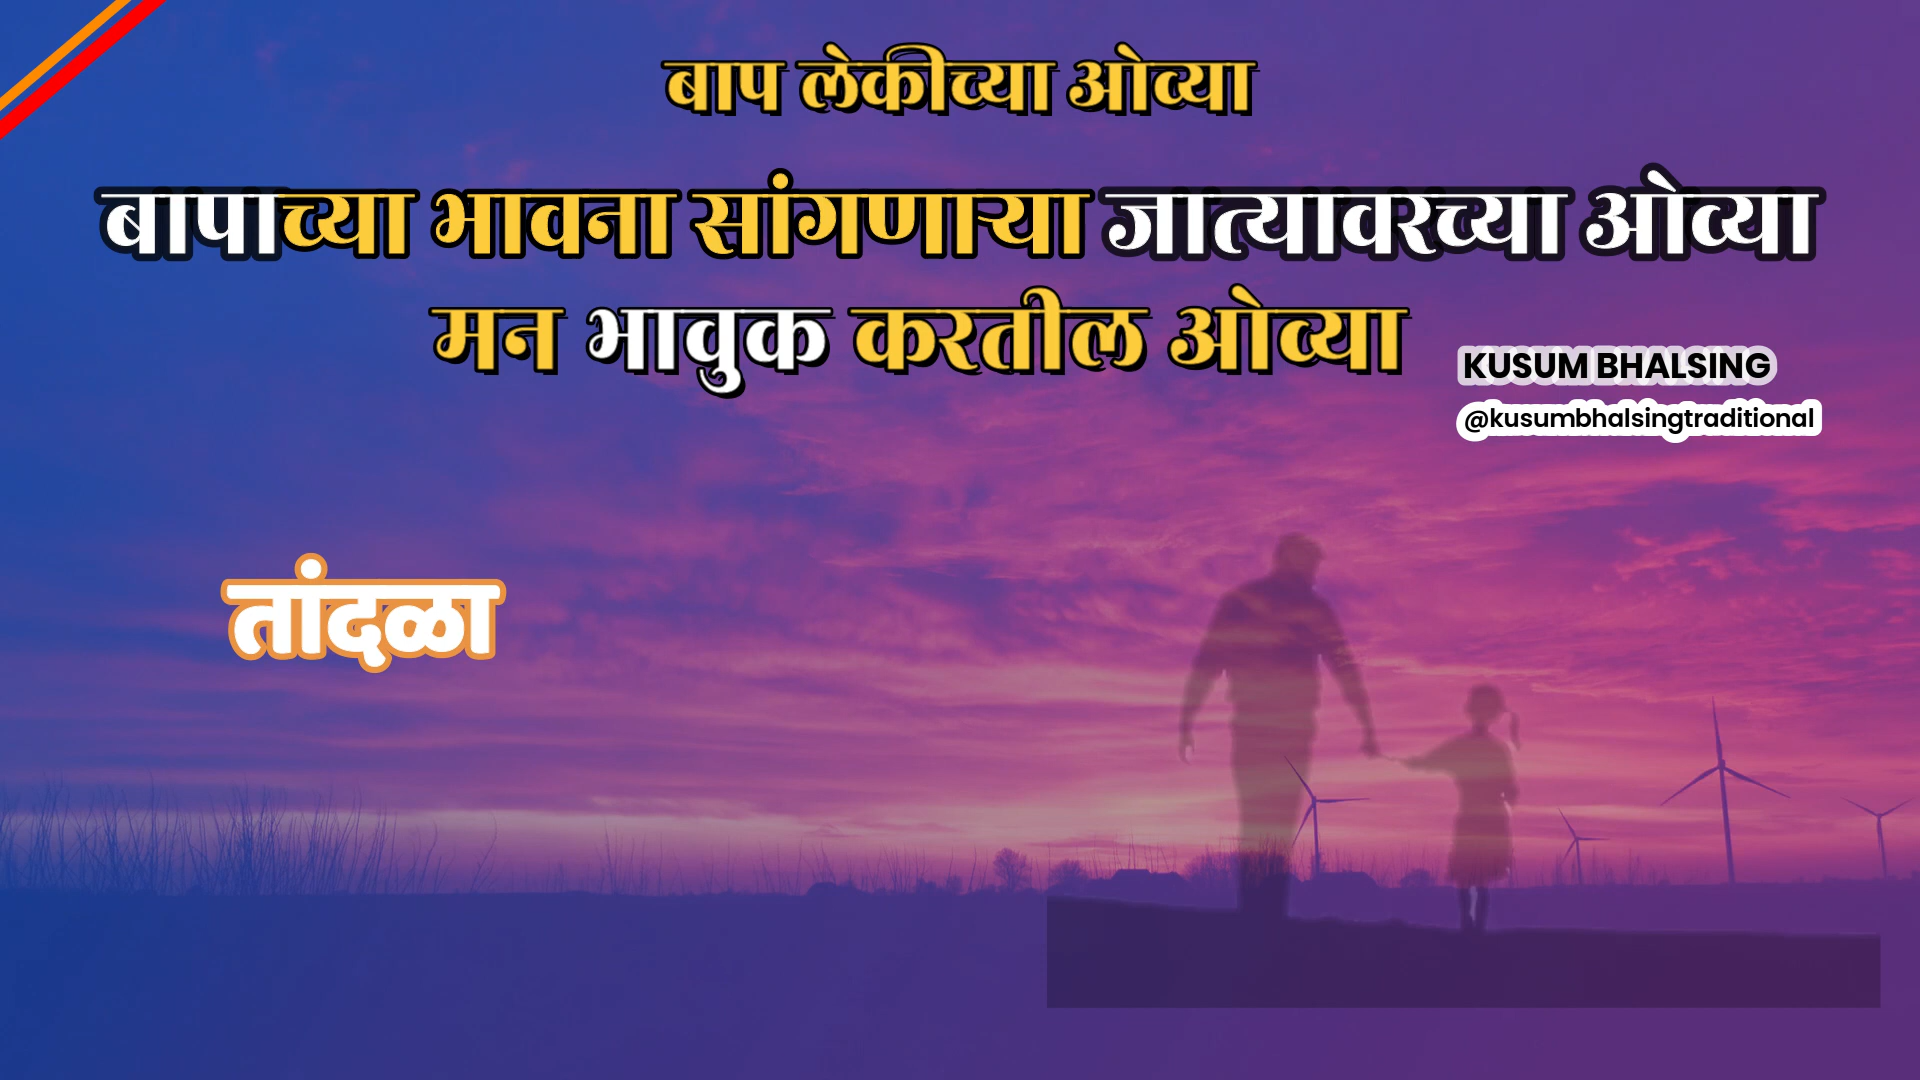 बाप लेकीच्या ओव्या
बापाच्या भावना सांगणाऱ्या जात्यावरच्या ओव्या
मन भावुक करतील ओव्या
KUSUM BHALSING
@kusumbhalsingtraditional
तांदळा